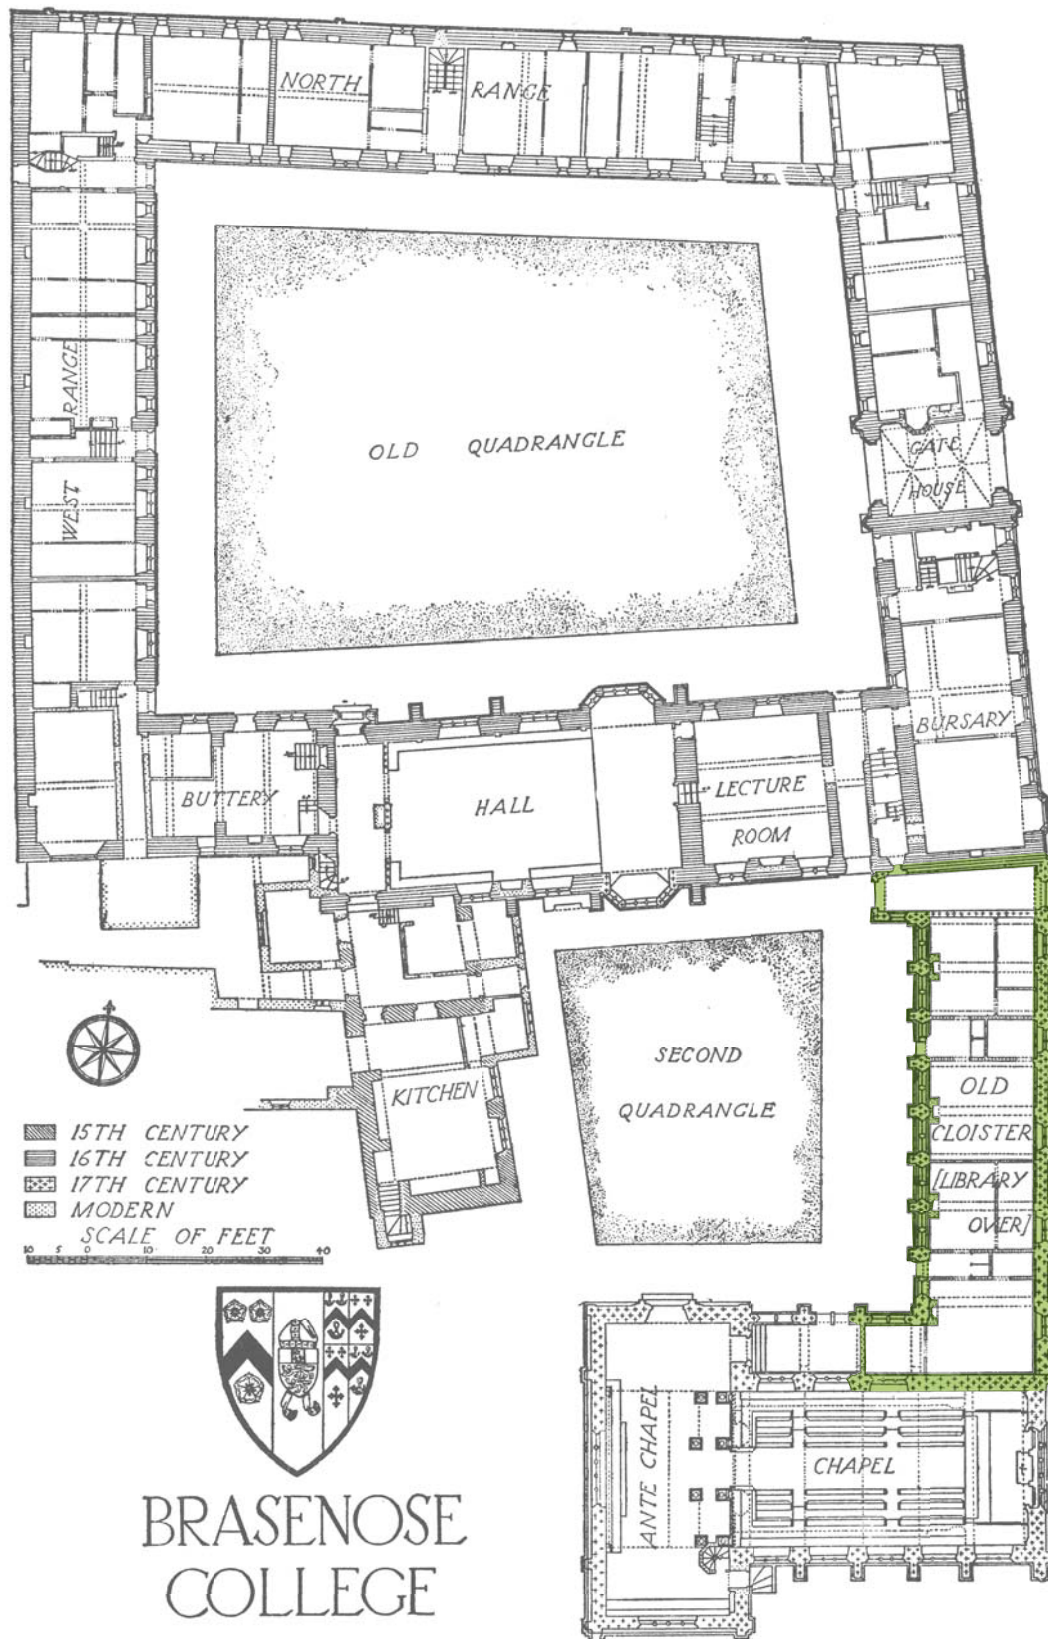 NORTH RANGE
OLD QUADRANGLE
WEST RANGE
GATE
HOUSE
BURSARY
BUTTERY
HALL
LECTURE
ROOM
KITCHEN
SECOND
QUADRANGLE
OLD
CLOISTER
[LIBRARY
OVER]
15TH CENTURY
16TH CENTURY
17TH CENTURY
MODERN
SCALE OF FEET
10 5 0 10 20 30 40
ANTE CHAPEL
CHAPEL
BRASENOSE
COLLEGE